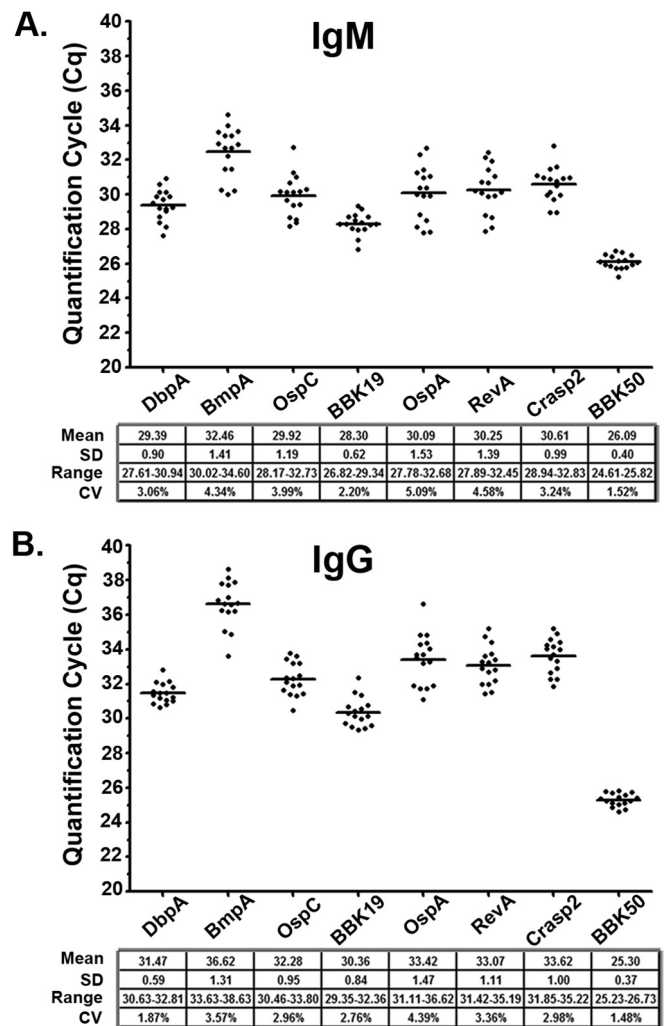 A.
IgM
Quantification Cycle (Cq)
40
38
36
34
32
30
28
26
24
22
20
DbpA BmpA OspC BBK19 OspA RevA Crasp2 BBK50
Mean 29.39 32.46 29.92 28.30 30.09 30.25 30.61 26.09
SD 0.90 1.41 1.19 0.62 1.53 1.39 0.99 0.40
Range 27.61-30.94 30.02-34.60 28.17-32.73 26.82-29.34 27.78-32.68 27.89-32.45 28.94-32.83 24.61-25.82
CV 3.06% 4.34% 3.99% 2.20% 5.09% 4.58% 3.24% 1.52%
B.
IgG
Quantification Cycle (Cq)
40
38
36
34
32
30
28
26
24
22
20
DbpA BmpA OspC BBK19 OspA RevA Crasp2 BBK50
Mean 31.47 36.62 32.28 30.36 33.42 33.07 33.62 25.30
SD 0.59 1.31 0.95 0.84 1.47 1.11 1.00 0.37
Range 30.63-32.81 33.63-38.63 30.46-33.80 29.35-32.36 31.11-36.62 31.42-35.19 31.85-35.22 25.23-26.73
CV 1.87% 3.57% 2.96% 2.76% 4.39% 3.36% 2.98% 1.48%